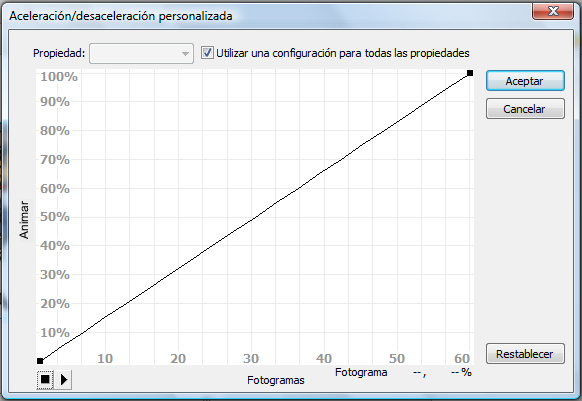 Aceleración/desaceleración personalizada
Propiedad:
Utilizar una configuración para todas las propiedades
Aceptar
Cancelar
100%
90%
80%
70%
60%
50%
40%
30%
20%
10%
Animar
10 20 30 40 50 60
Restablecer
Fotogramas
Fotograma --, --%